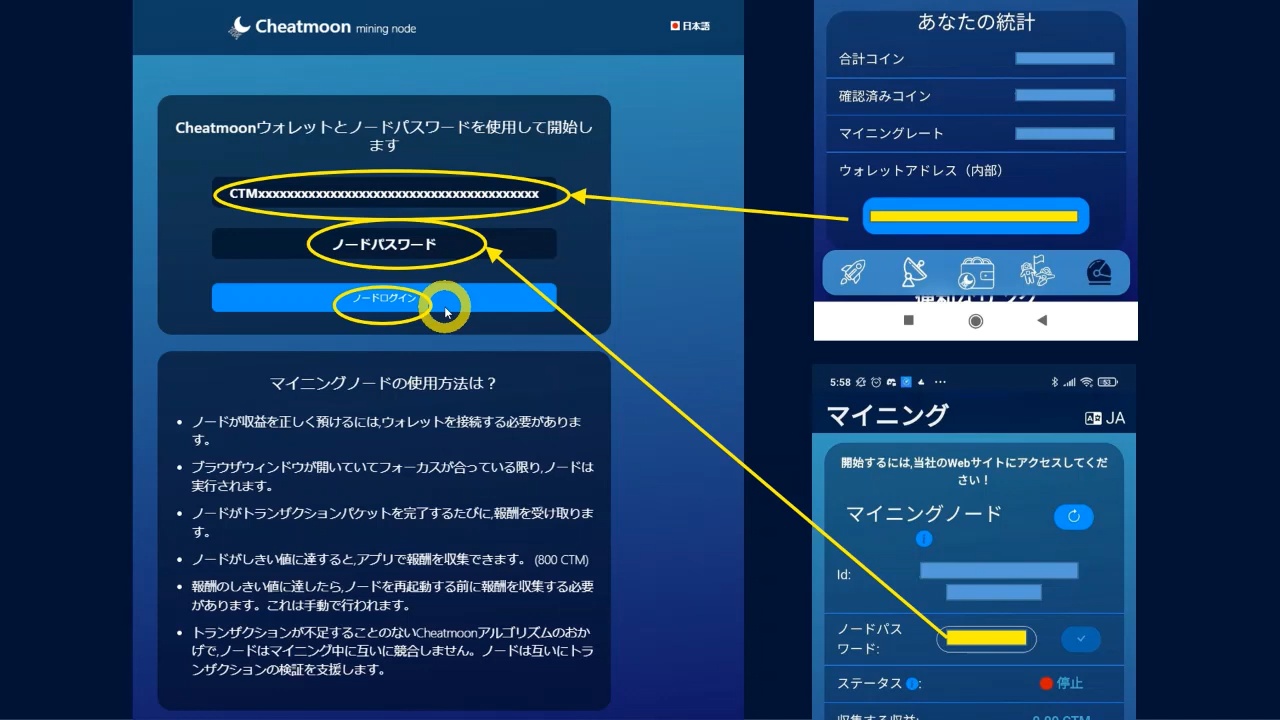 Cheatmoon mining node
日本語
Cheatmoonウォレットとノードパスワードを使用して開始し
ます
CTMxxxxxxxxxxxxxxxxxxxxxxxxxxxxxxxxxxxxxxx
ノードパスワード
ノードログイン
マイニングノードの使用方法は？
• ノードが収益を正しく預けるには,ウォレットを接続する必要がありま
す。
• ブラウザウィンドウが開いていてフォーカスが合っている限り,ノードは
実行されます。
• ノードがトランザクションパケットを完了するたびに,報酬を受け取りま
す。
• ノードがしきい値に達すると,アプリで報酬を収集できます。 (800 CTM)
• 報酬のしきい値に達したら,ノードを再起動する前に報酬を収集する必要
があります。これは手動で行われます。
• トランザクションが不足することのないCheatmoonアルゴリズムのおか
げで,ノードはマイニング中に互いに競合しません。ノードは互いにトラ
ンザクションの検証を支援します。
あなたの統計
合計コイン
確認済みコイン
マイニングレート
ウォレットアドレス（内部）
5:58
マイニング
JA
開始するには,当社のWebサイトにアクセスしてくだ
さい！
マイニングノード
Id:
ノードパス
ワード:
ステータス :
停止
収集する収益:
0.00 CTM